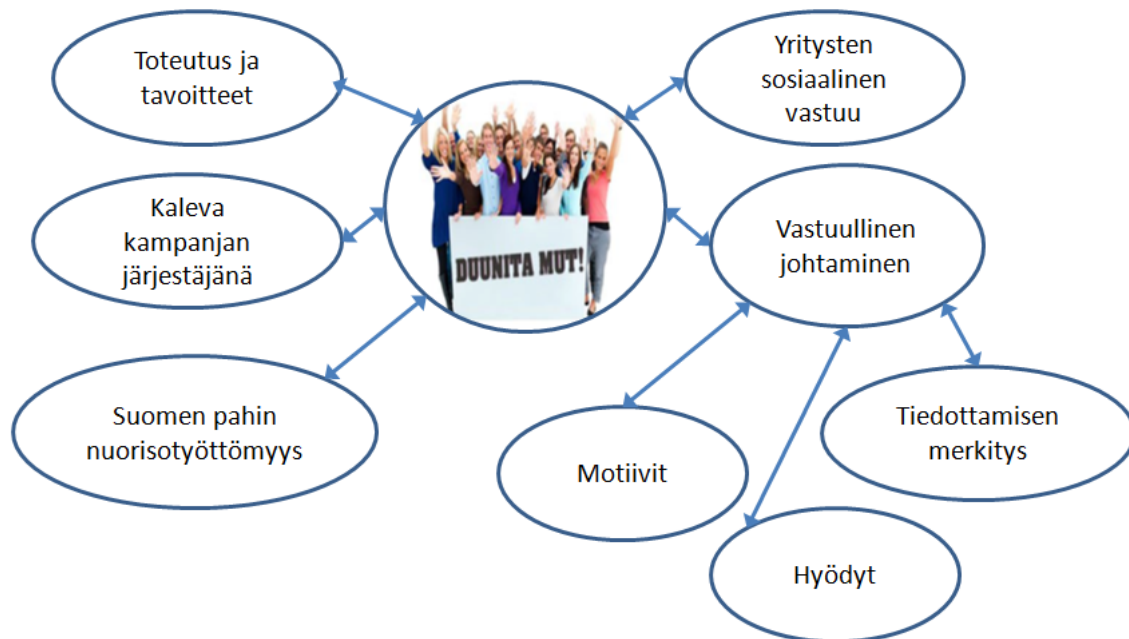 Toteutus ja
tavoitteet
Yritysten
sosiaalinen
vastuu
Kaleva
kampanjan
järjestäjänä
DUUNITA MUT!
Vastuullinen
johtaminen
Suomen pahin
nuorisotyöttömyys
Motiivit
Tiedottamisen
merkitys
Hyödyt